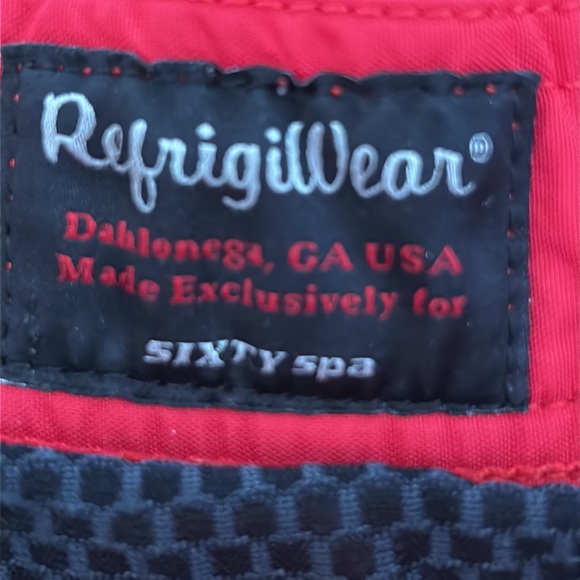 RefrigiWear®
Dahlonega, GA USA
Made Exclusively for
SIXTY spa